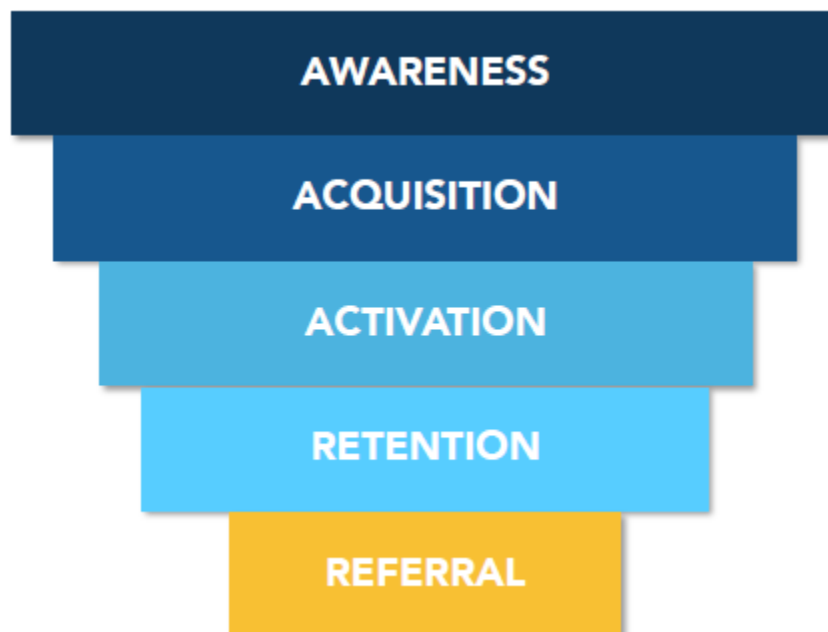 AWARENESS
ACQUISITION
ACTIVATION
RETENTION
REFERRAL